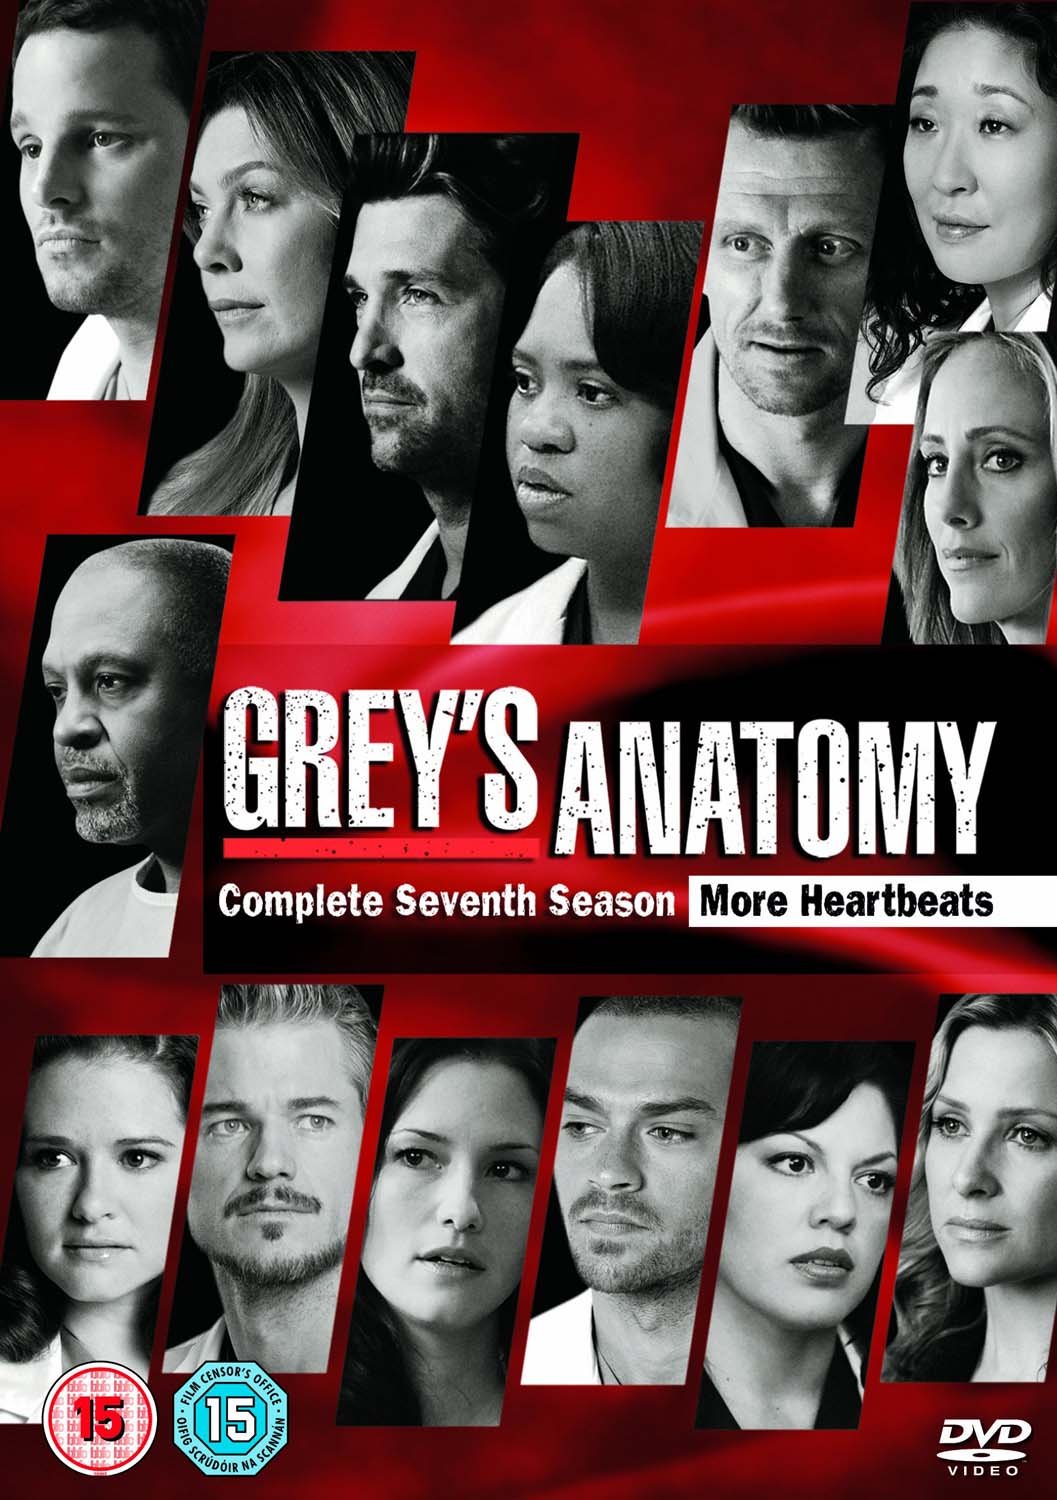 GREY'S ANATOMY
Complete Seventh Season More Heartbeats
15
FILM CENSOR'S OFFICE
15
OIFIG SCRÚDÓIR NA SCANNÁN
DVD
VIDEO